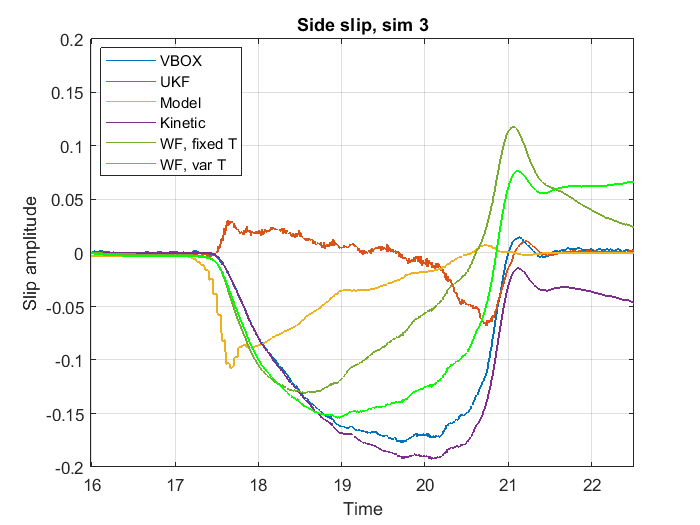 Side slip, sim 3
0.2
0.15
0.1
0.05
0
-0.05
-0.1
-0.15
-0.2
Slip amplitude
VBOX
UKF
Model
Kinetic
WF, fixed T
WF, var T
16 17 18 19 20 21 22
Time